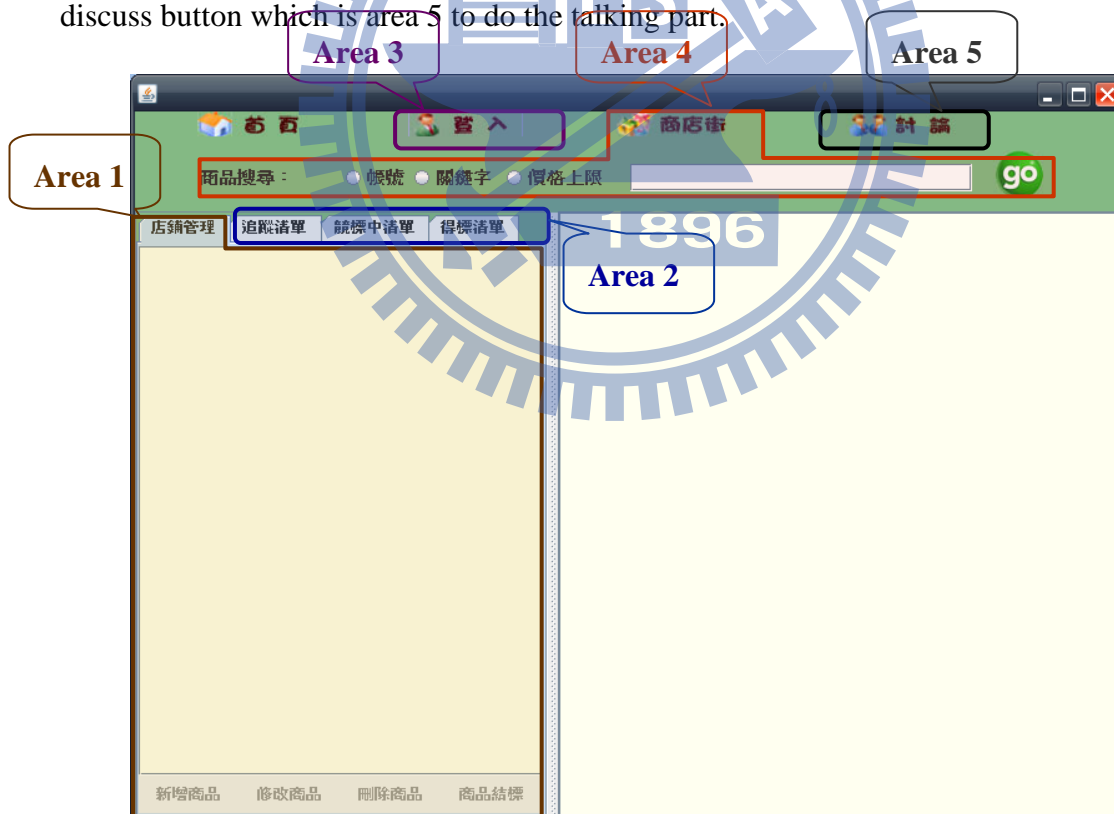 discuss button which is area 5 to do the talking part.
Area 3 Area 4 Area 5
首頁 登入 商店街 討論
Area 1
商品搜尋： 帳號 關鍵字 價格上限 go
店鋪管理 追蹤清單 競標中清單 得標清單
1896
Area 2
新增商品 修改商品 刪除商品 商品結標